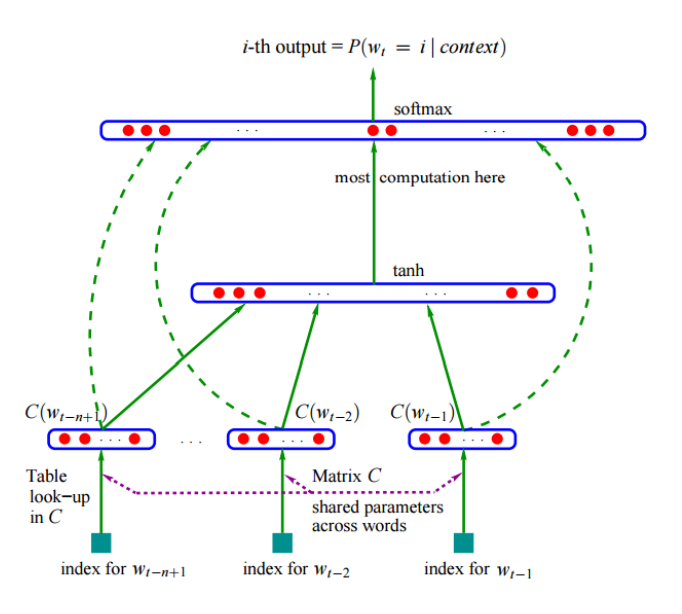 i-th output = P(w_t = i | context)
softmax
. . .
. . .
most computation here
tanh
. . .
. . .
C(w_{t−n+1})
C(w_{t−2})
C(w_{t−1})
. . .
. . .
. . .
. . .
Table
look−up
in C
Matrix C
shared parameters
across words
index for w_{t−n+1}
index for w_{t−2}
index for w_{t−1}